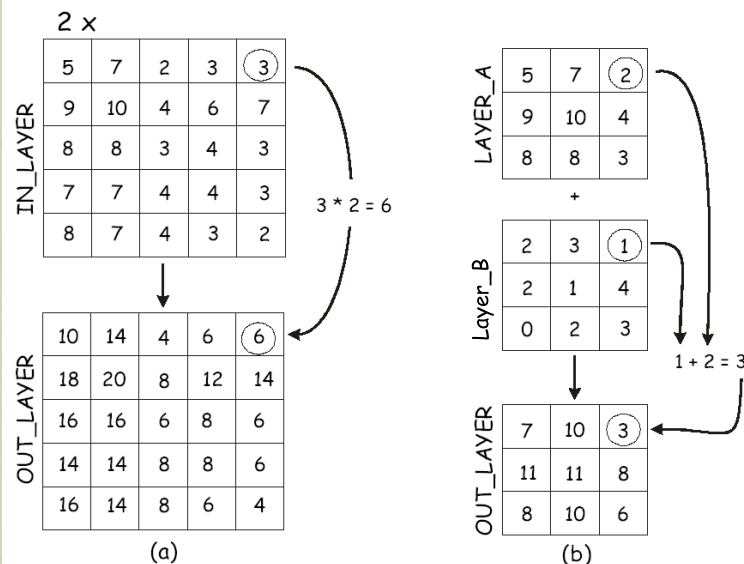 2 x
IN_LAYER
5 7 2 3 3
9 10 4 6 7
8 8 3 4 3
7 7 4 4 3
8 7 4 3 2
3 * 2 = 6
OUT_LAYER
10 14 4 6 6
18 20 8 12 14
16 16 6 8 6
14 14 8 8 6
16 14 8 6 4
(a)
LAYER_A
5 7 2
9 10 4
8 8 3
+
Layer_B
2 3 1
2 1 4
0 2 3
1 + 2 = 3
OUT_LAYER
7 10 3
11 11 8
8 10 6
(b)